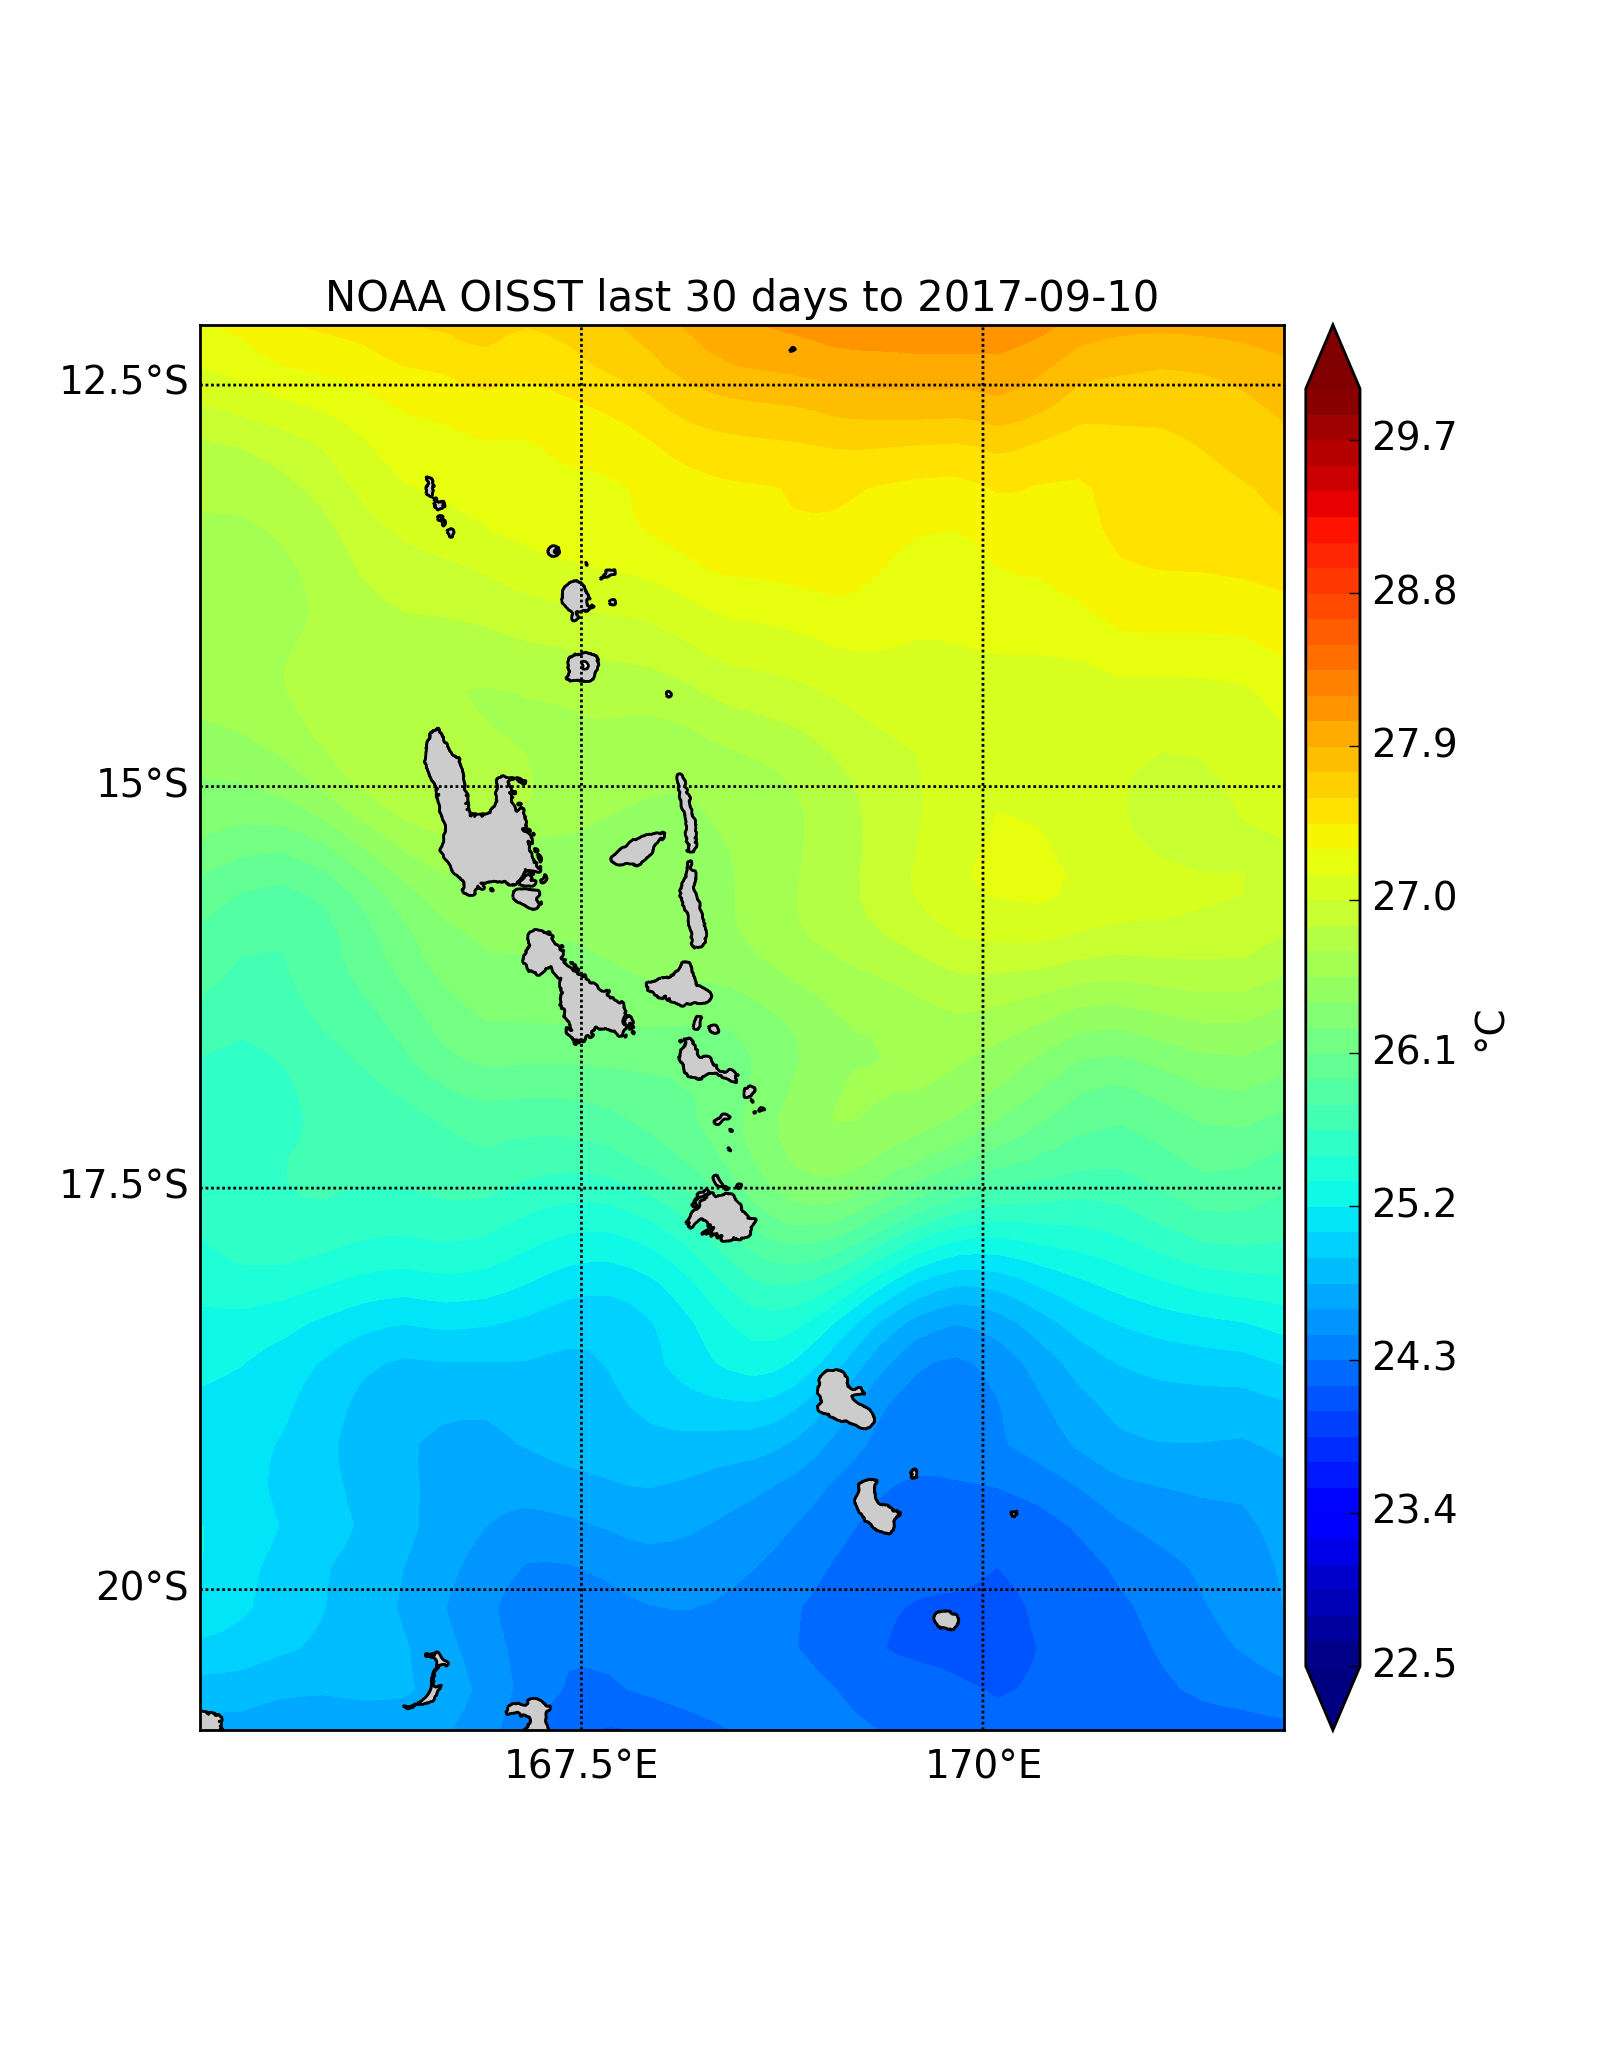 NOAA OISST last 30 days to 2017-09-10
12.5°S
15°S
17.5°S
20°S
167.5°E
170°E
29.7
28.8
27.9
27.0
26.1
25.2
24.3
23.4
22.5
°C